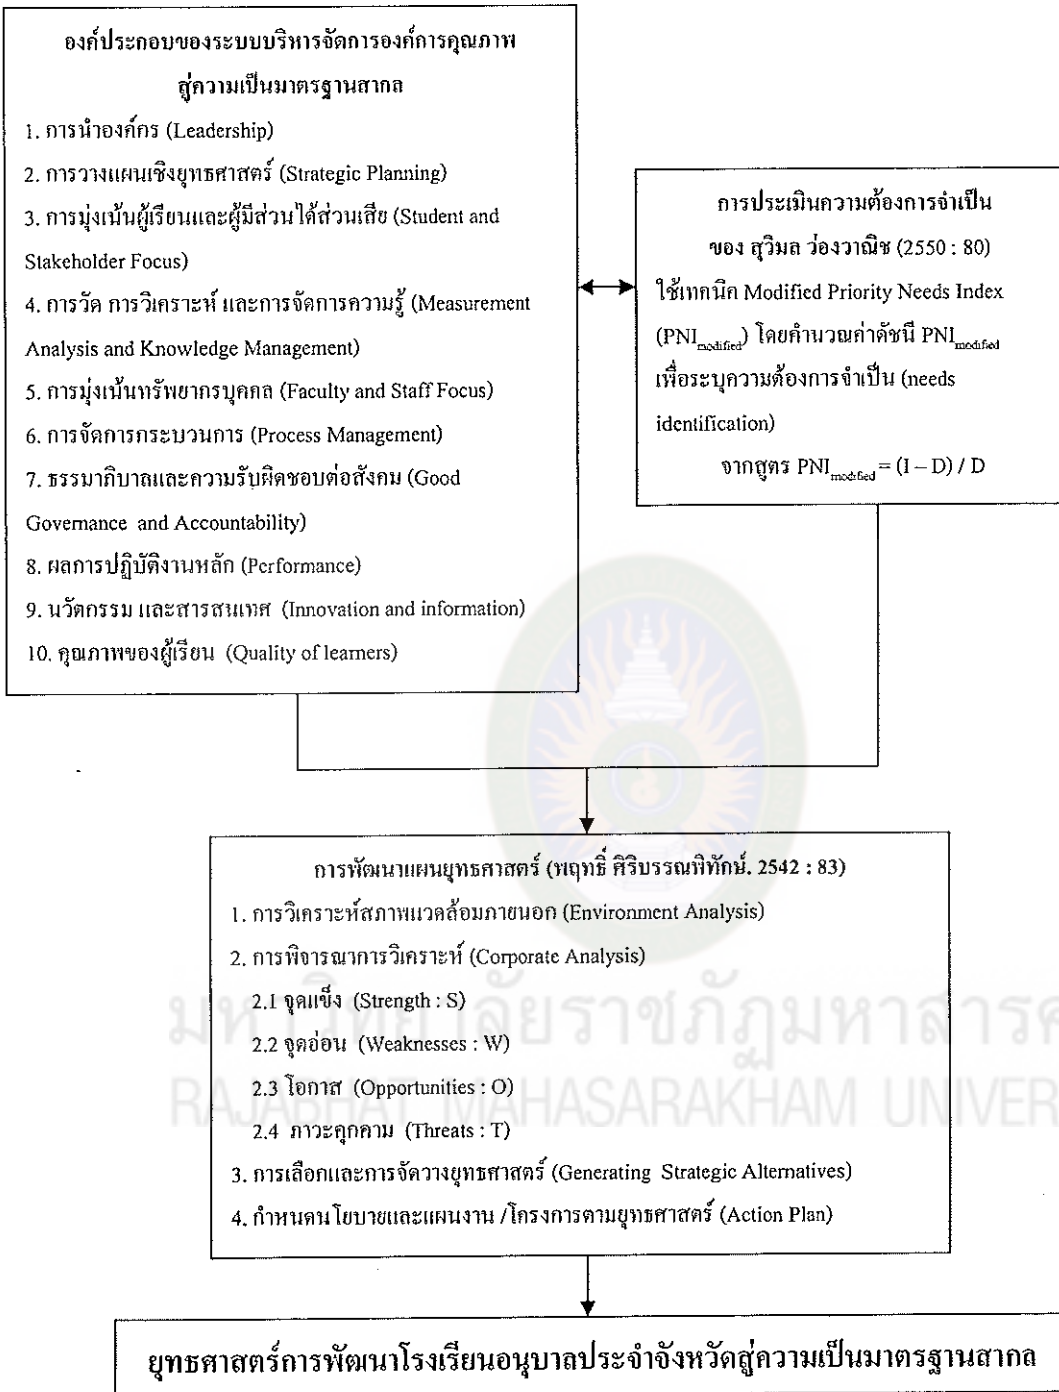 องค์ประกอบของระบบบริหารจัดการองค์การคุณภาพ
สู่ความเป็นมาตรฐานสากล
1. การนำองค์กร (Leadership)
2. การวางแผนเชิงยุทธศาสตร์ (Strategic Planning)
3. การมุ่งเน้นผู้เรียนและผู้มีส่วนได้ส่วนเสีย (Student and
Stakeholder Focus)
4. การวัด การวิเคราะห์ และการจัดการความรู้ (Measurement
Analysis and Knowledge Management)
5. การมุ่งเน้นทรัพยากรบุคคล (Faculty and Staff Focus)
6. การจัดการกระบวนการ (Process Management)
7. ธรรมาภิบาลและความรับผิดชอบต่อสังคม (Good
Governance and Accountability)
8. ผลการปฏิบัติงานหลัก (Performance)
9. นวัตกรรม และสารสนเทศ (Innovation and information)
10. คุณภาพของผู้เรียน (Quality of learners)
การประเมินความต้องการจำเป็น
ของ สุวิมล ว่องวาณิช (2550 : 80)
ใช้เทคนิค Modified Priority Needs Index
(PNI modified) โดยคำนวณค่าดัชนี PNI modified
เพื่อระบุความต้องการจำเป็น (needs
identification)
จากสูตร PNI modified = (I – D) / D
การพัฒนาแผนยุทธศาสตร์ (พฤทธิ์ ศิริบรรณพิทักษ์. 2542 : 83)
1. การวิเคราะห์สภาพแวดล้อมภายนอก (Environment Analysis)
2. การพิจารณาการวิเคราะห์ (Corporate Analysis)
2.1 จุดแข็ง (Strength : S)
2.2 จุดอ่อน (Weaknesses : W)
2.3 โอกาส (Opportunities : O)
2.4 ภาวะคุกคาม (Threats : T)
3. การเลือกและการจัดวางยุทธศาสตร์ (Generating Strategic Alternatives)
4. กำหนดนโยบายและแผนงาน /โครงการตามยุทธศาสตร์ (Action Plan)
มหาวิทยาลัยราชภัฏมหาสารค
RAJABHAT MAHASARAKHAM UNIVER
ยุทธศาสตร์การพัฒนาโรงเรียนอนุบาลประจำจังหวัดสู่ความเป็นมาตรฐานสากล